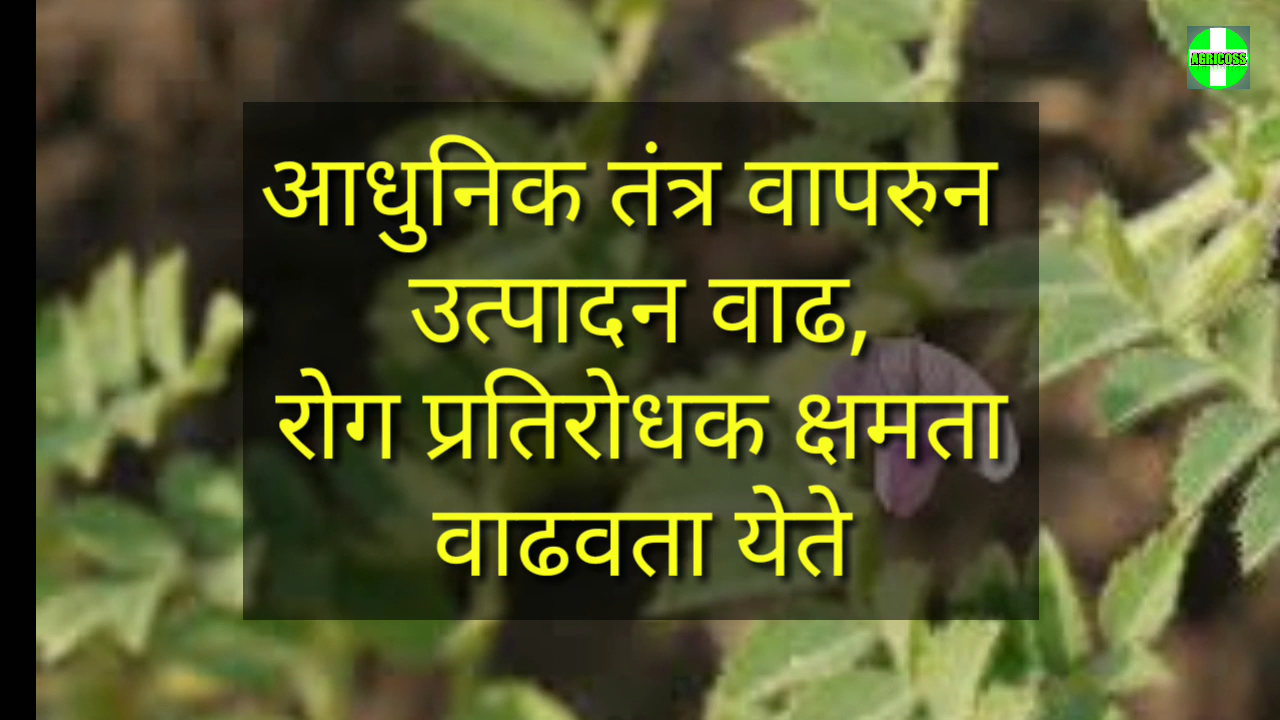 AGRICOSS
आधुनिक तंत्र वापरुन
उत्पादन वाढ,
रोग प्रतिरोधक क्षमता
वाढवता येते